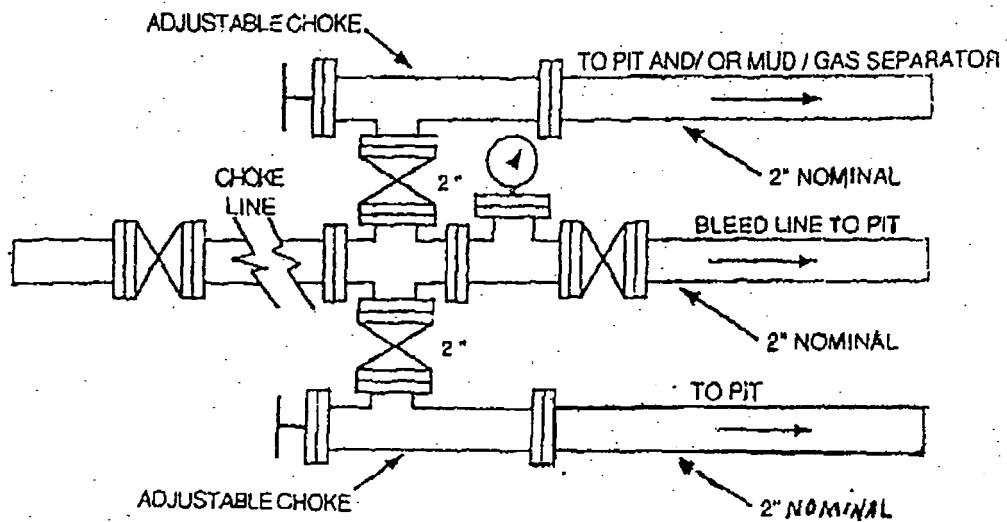 ADJUSTABLE CHOKE
TO PIT AND/OR MUD / GAS SEPARATOR
2"
2" NOMINAL
CHOKE
LINE
BLEED LINE TO PIT
2" NOMINAL
2"
TO PIT
ADJUSTABLE CHOKE
2" NOMINAL